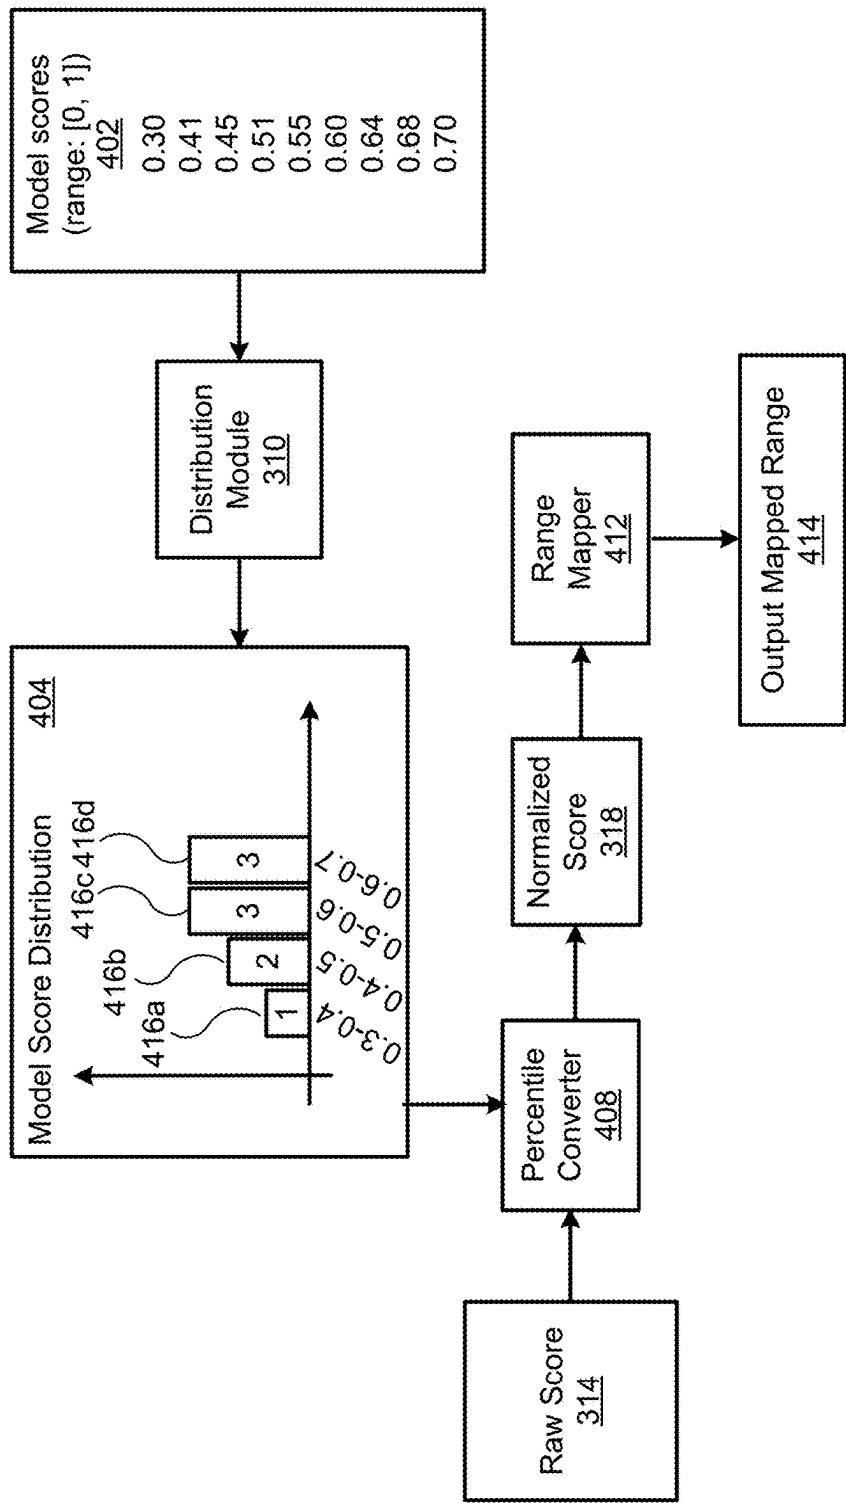 Model Score Distribution
404
416a
416b
416c
416d
1
2
3
3
0.3-0.4
0.4-0.5
0.5-0.6
0.6-0.7
Distribution
Module
310
Model scores
(range: [0, 1])
402
0.30
0.41
0.45
0.51
0.55
0.60
0.64
0.68
0.70
Raw Score
314
Percentile
Converter
408
Normalized
Score
318
Range
Mapper
412
Output Mapped Range
414